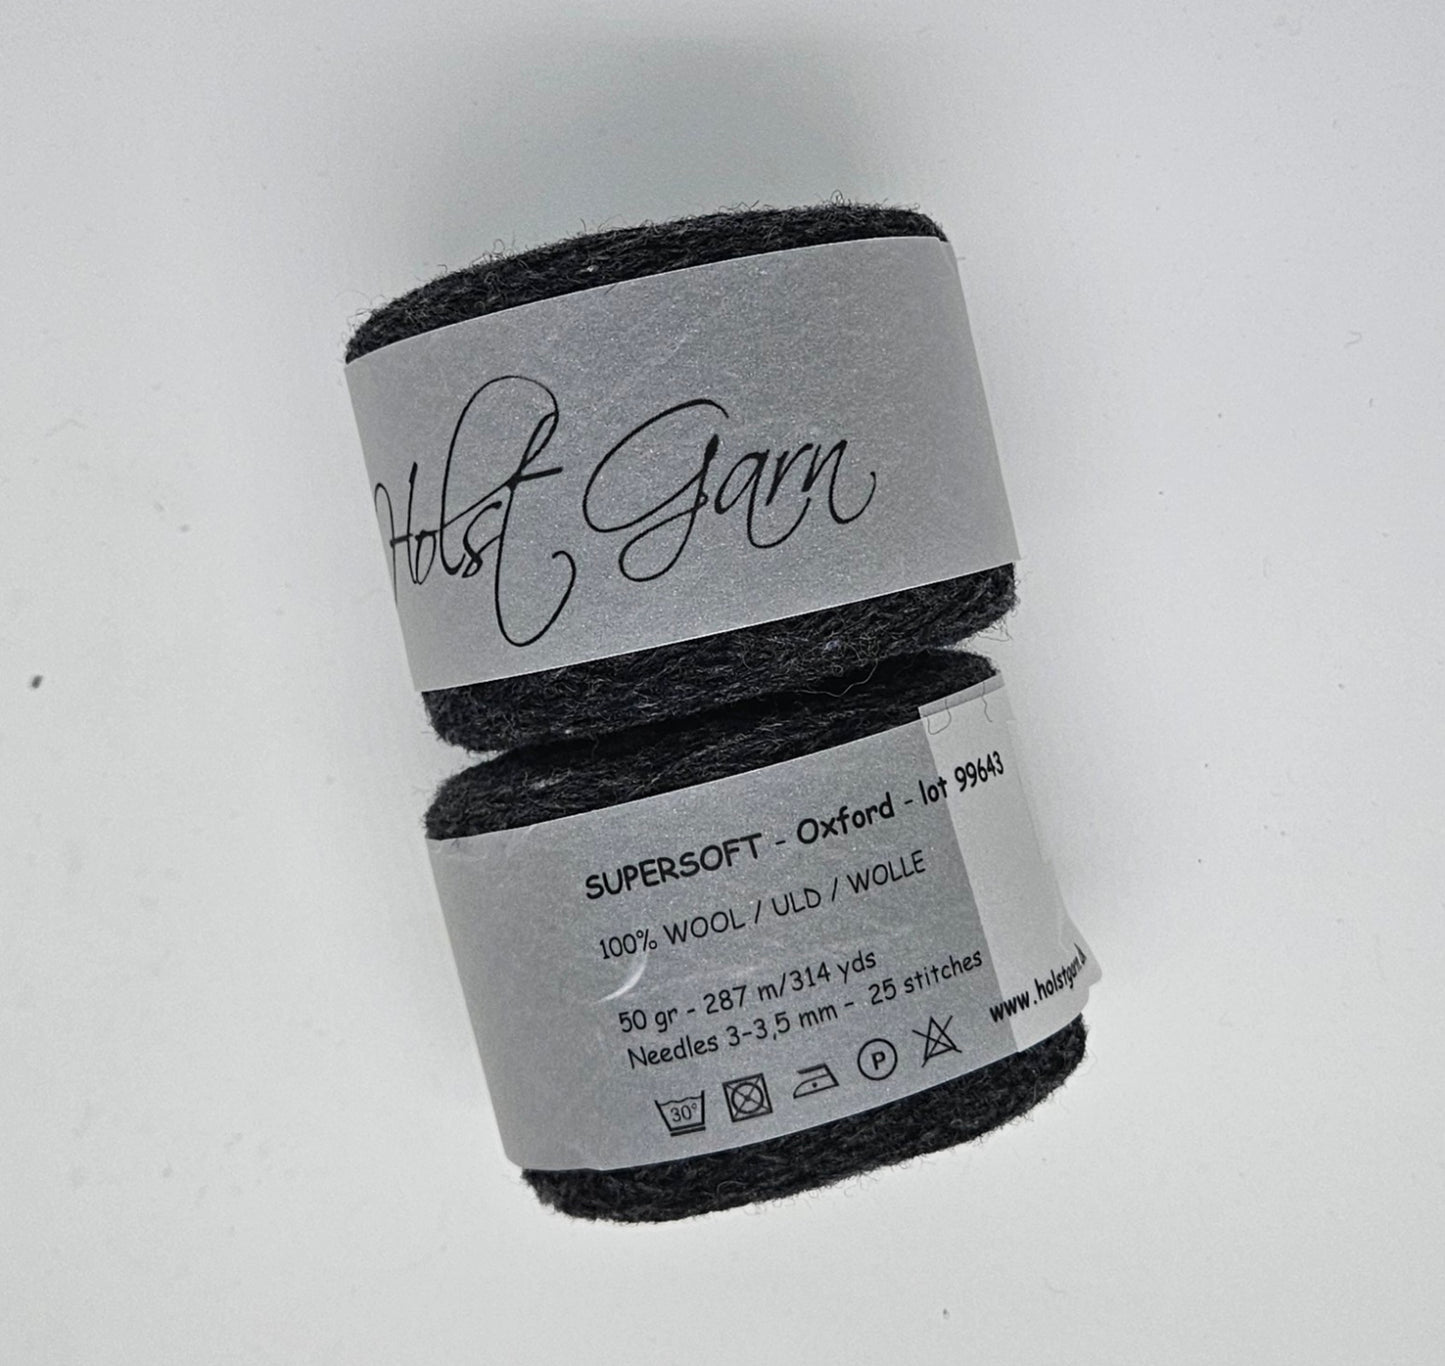 Holst Garn
SUPERSOFT - Oxford - lot 99643
100% WOOL / ULD / WOLLE
50 gr - 287 m/314 yds
Needles 3-3,5 mm - 25 stitches
www.holstgarn.d
30°
P